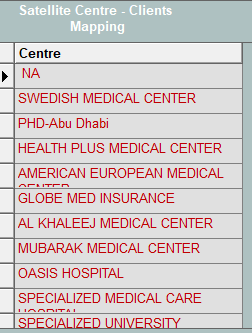 Satellite Centre - Clients
Mapping
Centre
NA
SWEDISH MEDICAL CENTER
PHD-Abu Dhabi
HEALTH PLUS MEDICAL CENTER
AMERICAN EUROPEAN MEDICAL
CENTER
GLOBE MED INSURANCE
AL KHALEEJ MEDICAL CENTER
MUBARAK MEDICAL CENTER
OASIS HOSPITAL
SPECIALIZED MEDICAL CARE
HOSPITAL
SPECIALIZED UNIVERSITY